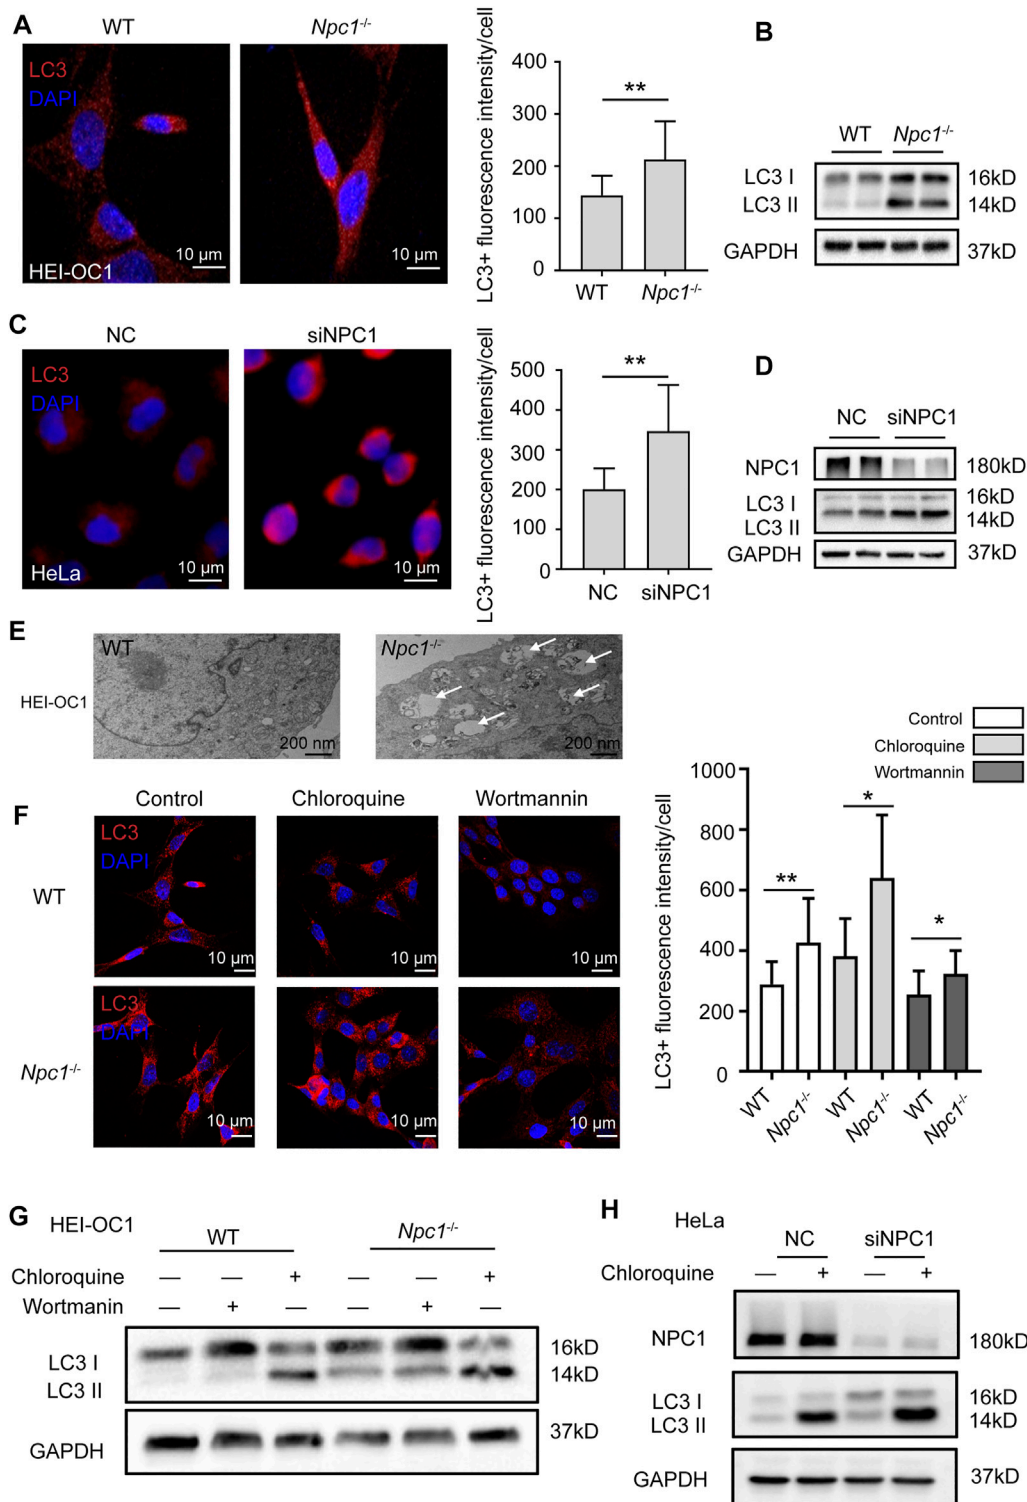 A
WT
Npc1-/-
LC3
DAPI
HEI-OC1
10 µm
10 µm
LC3+ fluorescence intensity/cell
400
300
200
100
0
**
WT
Npc1-/-
B
WT
Npc1-/-
LC3 I
16kD
LC3 II
14kD
GAPDH
37kD
C
NC
siNPC1
LC3
DAPI
HeLa
10 µm
10 µm
LC3+ fluorescence intensity/cell
500
400
300
200
100
0
**
NC
siNPC1
D
NC
siNPC1
NPC1
180kD
LC3 I
16kD
LC3 II
14kD
GAPDH
37kD
E
HEI-OC1
WT
200 nm
Npc1-/-
200 nm
F
Control
Chloroquine
Wortmannin
WT
LC3
DAPI
10 µm
10 µm
10 µm
Npc1-/-
LC3
DAPI
10 µm
10 µm
10 µm
Control
Chloroquine
Wortmannin
LC3+ fluorescence intensity/cell
1000
800
600
400
200
0
**
*
*
WT
Npc1-/-
WT
Npc1-/-
WT
Npc1-/-
G
HEI-OC1
WT
Npc1-/-
Chloroquine — — + — — +
Wortmanin — + — — + —
LC3 I
16kD
LC3 II
14kD
GAPDH
37kD
H
HeLa
NC
siNPC1
Chloroquine — + — +
NPC1
180kD
LC3 I
16kD
LC3 II
14kD
GAPDH
37kD